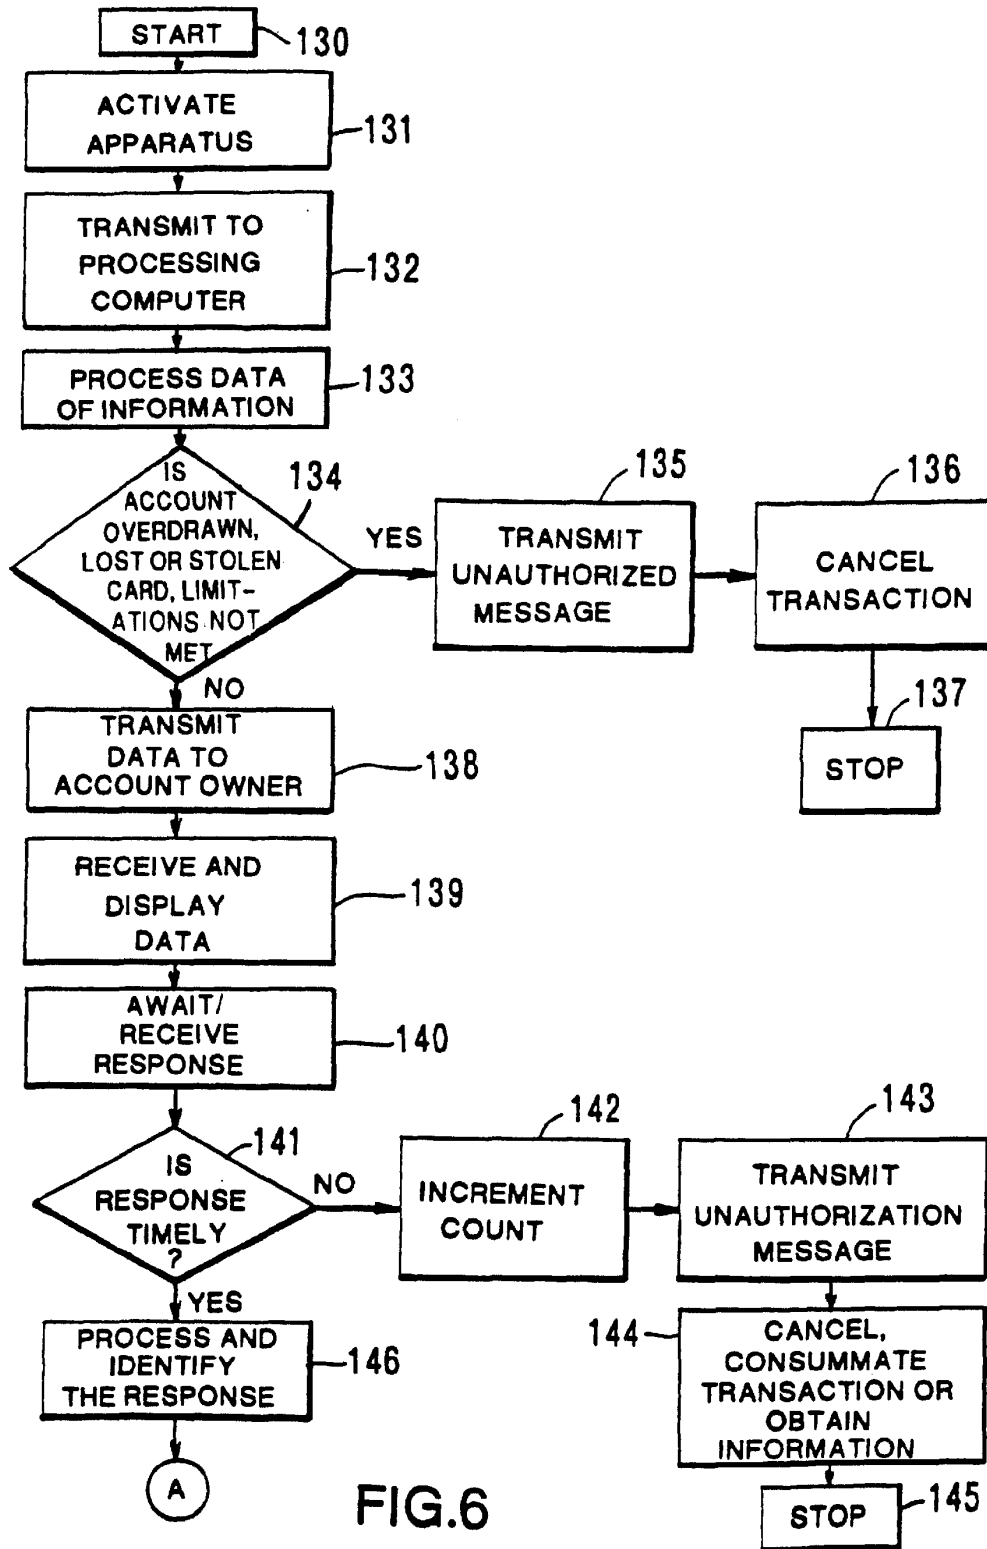 START
130
ACTIVATE
APPARATUS
131
TRANSMIT TO
PROCESSING
COMPUTER
132
PROCESS DATA
OF INFORMATION
133
IS
ACCOUNT
OVERDRAWN,
LOST OR STOLEN
CARD, LIMIT-
ATIONS NOT
MET
134
YES
TRANSMIT
UNAUTHORIZED
MESSAGE
135
CANCEL
TRANSACTION
136
STOP
137
NO
TRANSMIT
DATA TO
ACCOUNT OWNER
138
RECEIVE AND
DISPLAY
DATA
139
AWAIT/
RECEIVE
RESPONSE
140
IS
RESPONSE
TIMELY
?
141
NO
INCREMENT
COUNT
142
TRANSMIT
UNAUTHORIZATION
MESSAGE
143
CANCEL,
CONSUMMATE
TRANSACTION OR
OBTAIN
INFORMATION
144
STOP
145
YES
PROCESS AND
IDENTIFY
THE RESPONSE
146
A
FIG.6